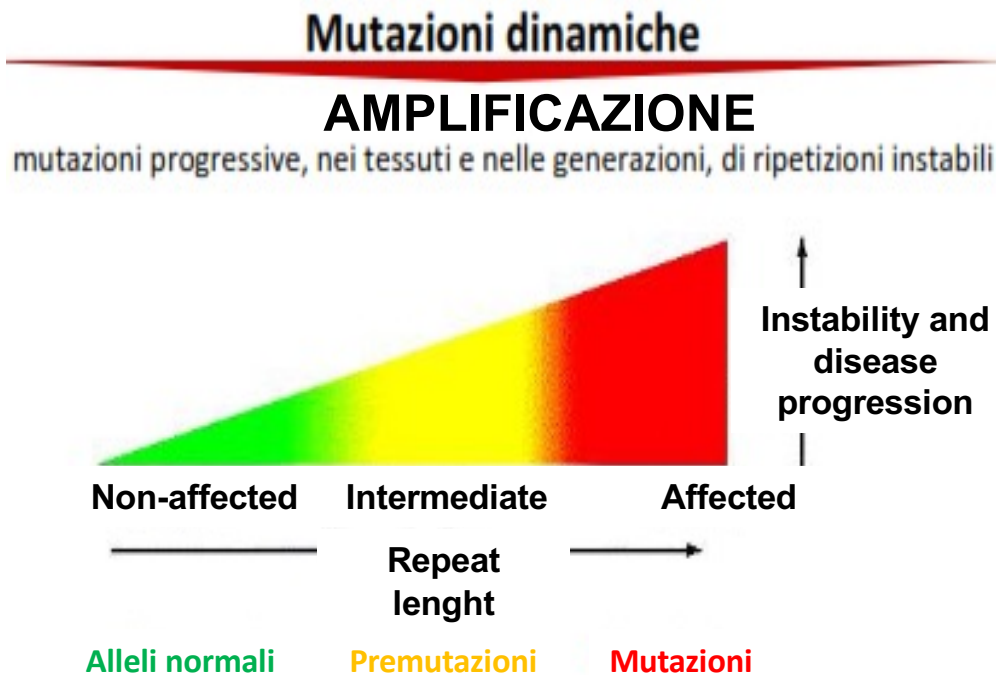 Mutazioni dinamiche
AMPLIFICAZIONE
mutazioni progressive, nei tessuti e nelle generazioni, di ripetizioni instabili
Instability and
disease
progression
Non-affected Intermediate Affected
Repeat
lenght
Alleli normali Premutazioni Mutazioni